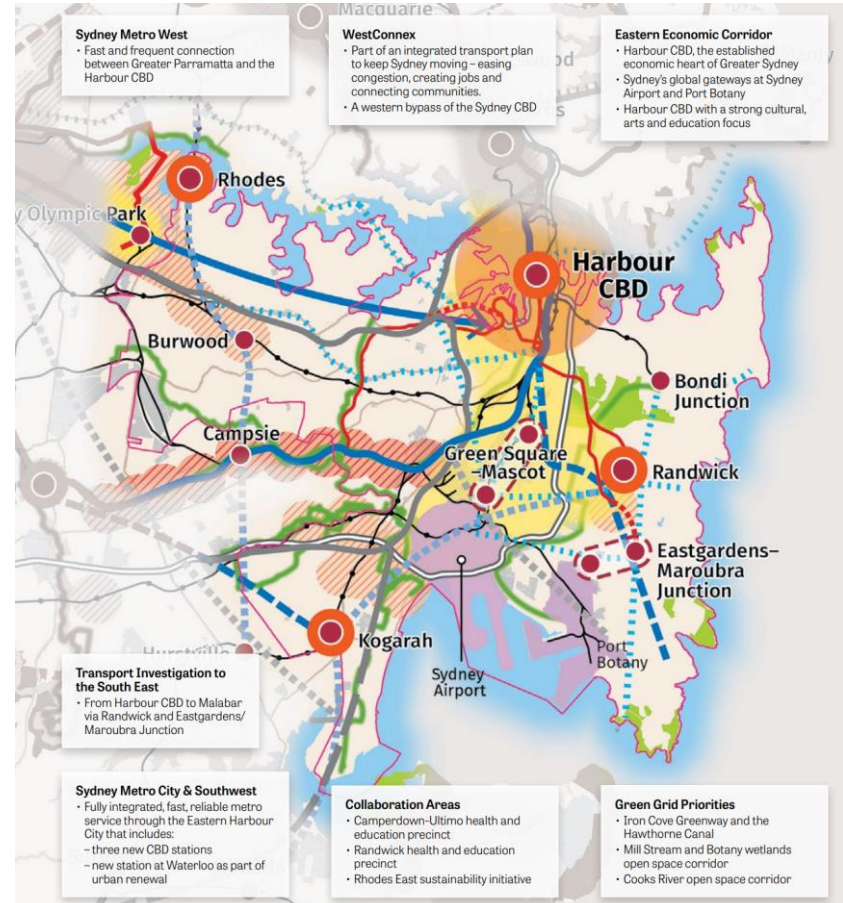 Macquarie
Sydney Metro West
• Fast and frequent connection
between Greater Parramatta and the
Harbour CBD
WestConnex
• Part of an integrated transport plan
to keep Sydney moving – easing
congestion, creating jobs and
connecting communities.
• A western bypass of the Sydney CBD
Eastern Economic Corridor
• Harbour CBD, the established
economic heart of Greater Sydney
• Sydney's global gateways at Sydney
Airport and Port Botany
• Harbour CBD with a strong cultural,
arts and education focus
Rhodes
y Olympic Park
Harbour
CBD
Burwood
Bondi
Junction
Campsie
Green Square
–Mascot
Randwick
Eastgardens–
Maroubra
Junction
Kogarah
Hurstville
Port
Botany
Sydney
Airport
Transport Investigation to
the South East
• From Harbour CBD to Malabar
via Randwick and Eastgardens/
Maroubra Junction
Sydney Metro City & Southwest
• Fully integrated, fast, reliable metro
service through the Eastern Harbour
City that includes:
– three new CBD stations
– new station at Waterloo as part of
urban renewal
Collaboration Areas
• Camperdown-Ultimo health and
education precinct
• Randwick health and education
precinct
• Rhodes East sustainability initiative
Green Grid Priorities
• Iron Cove Greenway and the
Hawthorne Canal
• Mill Stream and Botany wetlands
open space corridor
• Cooks River open space corridor